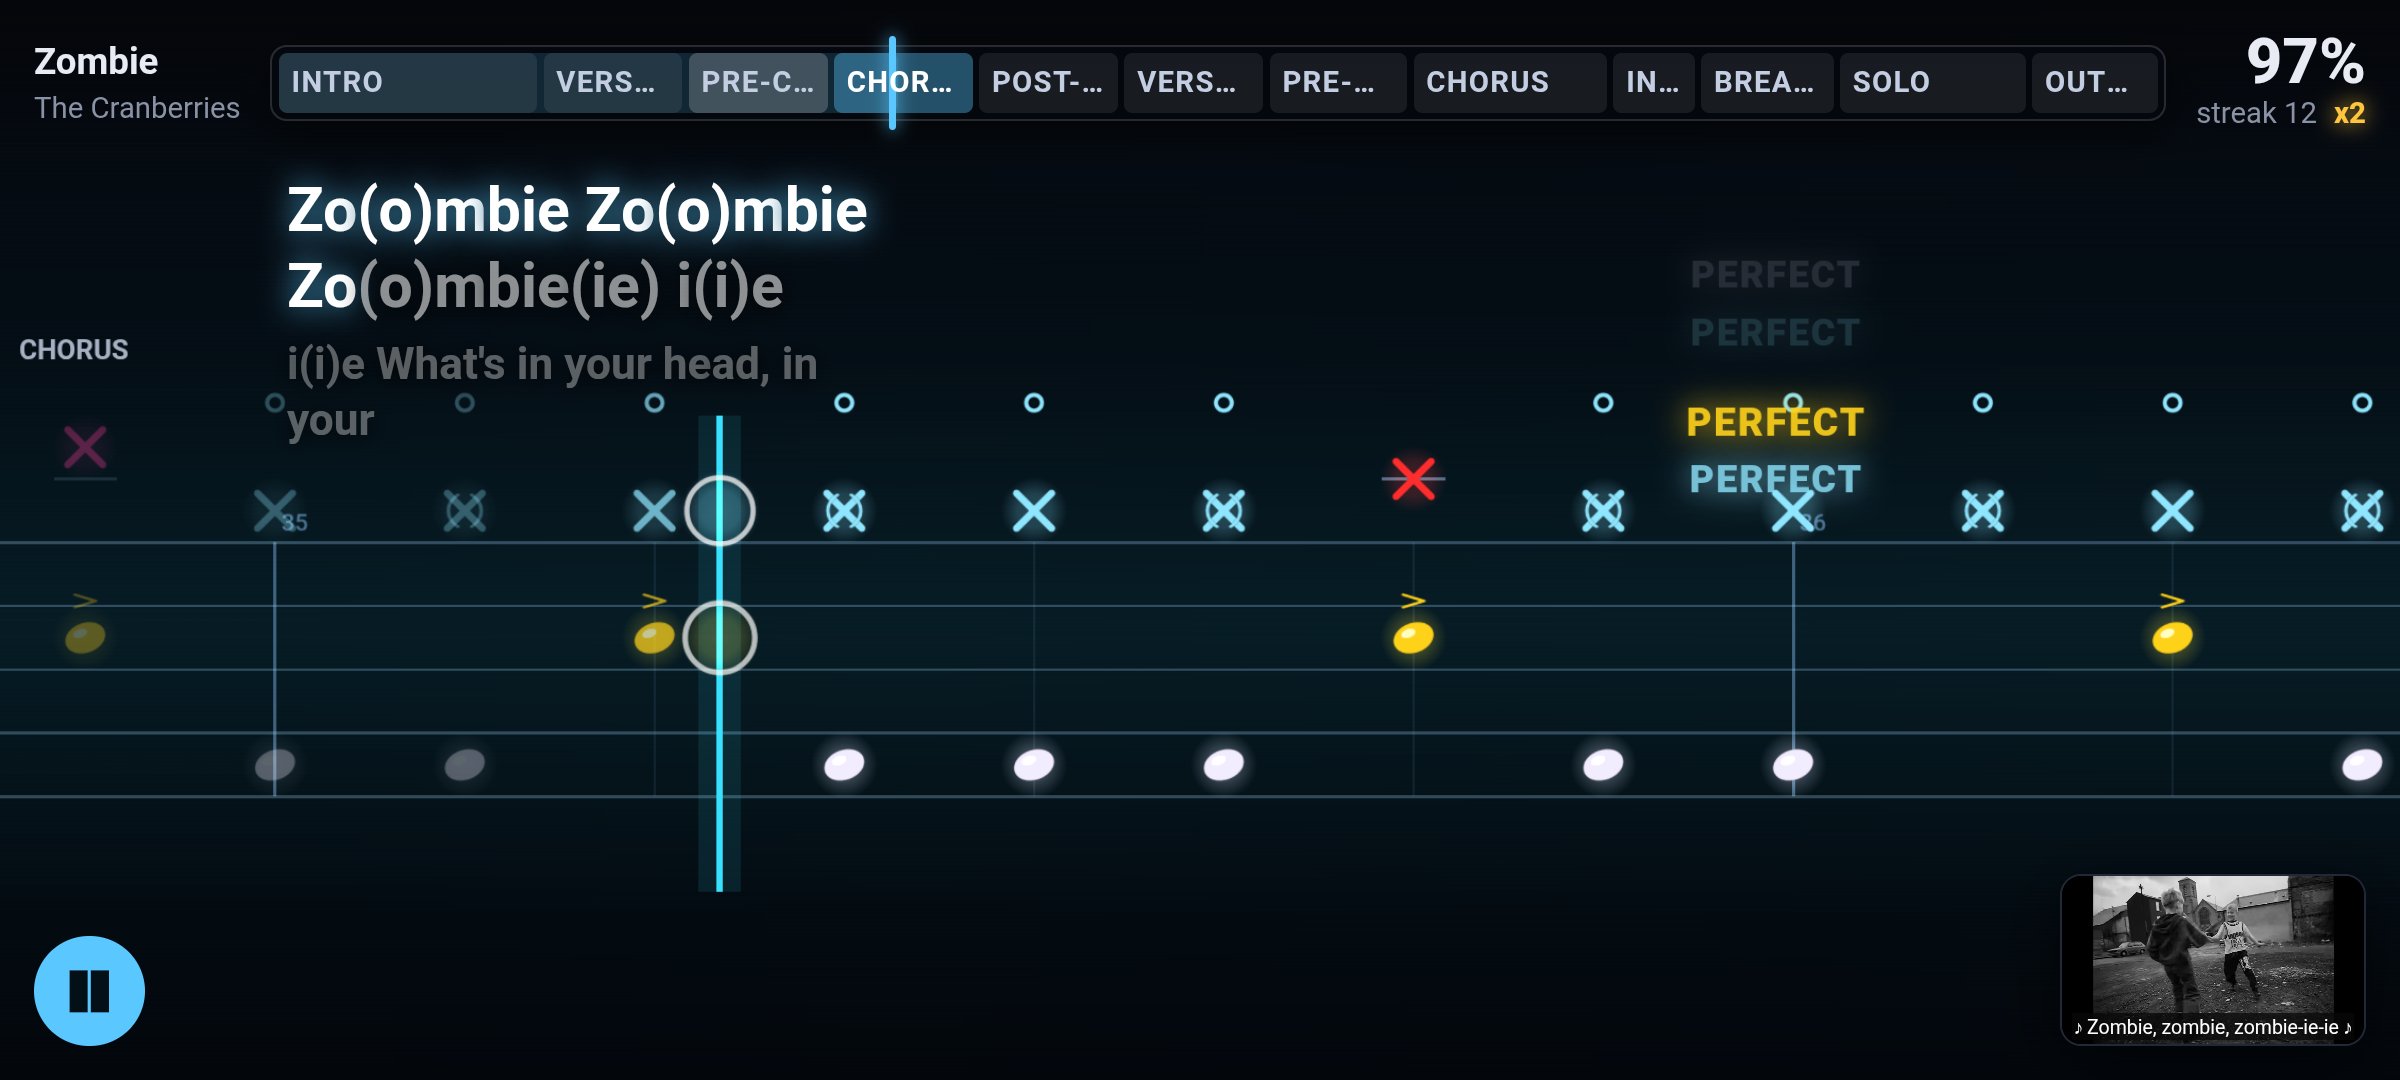 Zombie
The Cranberries
INTRO
VERS...
PRE-C...
CHOR...
POST-...
VERS...
PRE-...
CHORUS
IN...
BREA...
SOLO
OUT...
97%
streak 12 x2
Zo(o)mbie Zo(o)mbie
Zo(o)mbie(ie) i(i)e
i(i)e What's in your head, in
your
CHORUS
PERFECT
PERFECT
PERFECT
PERFECT
35
36
♪ Zombie, zombie, zombie-ie-ie ♪